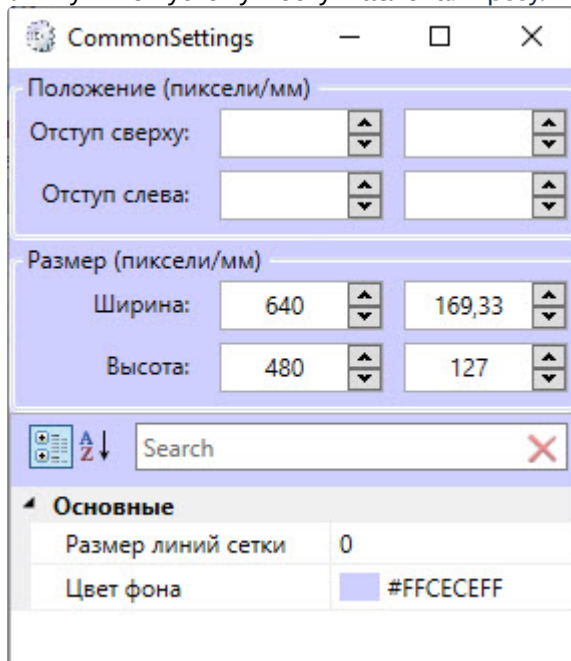 CommonSettings
Положение (пиксели/мм)
Отступ сверху:
Отступ слева:
Размер (пиксели/мм)
Ширина: 640 169,33
Высота: 480 127
A Z Search
Основные
Размер линий сетки 0
Цвет фона #FFCECEFF